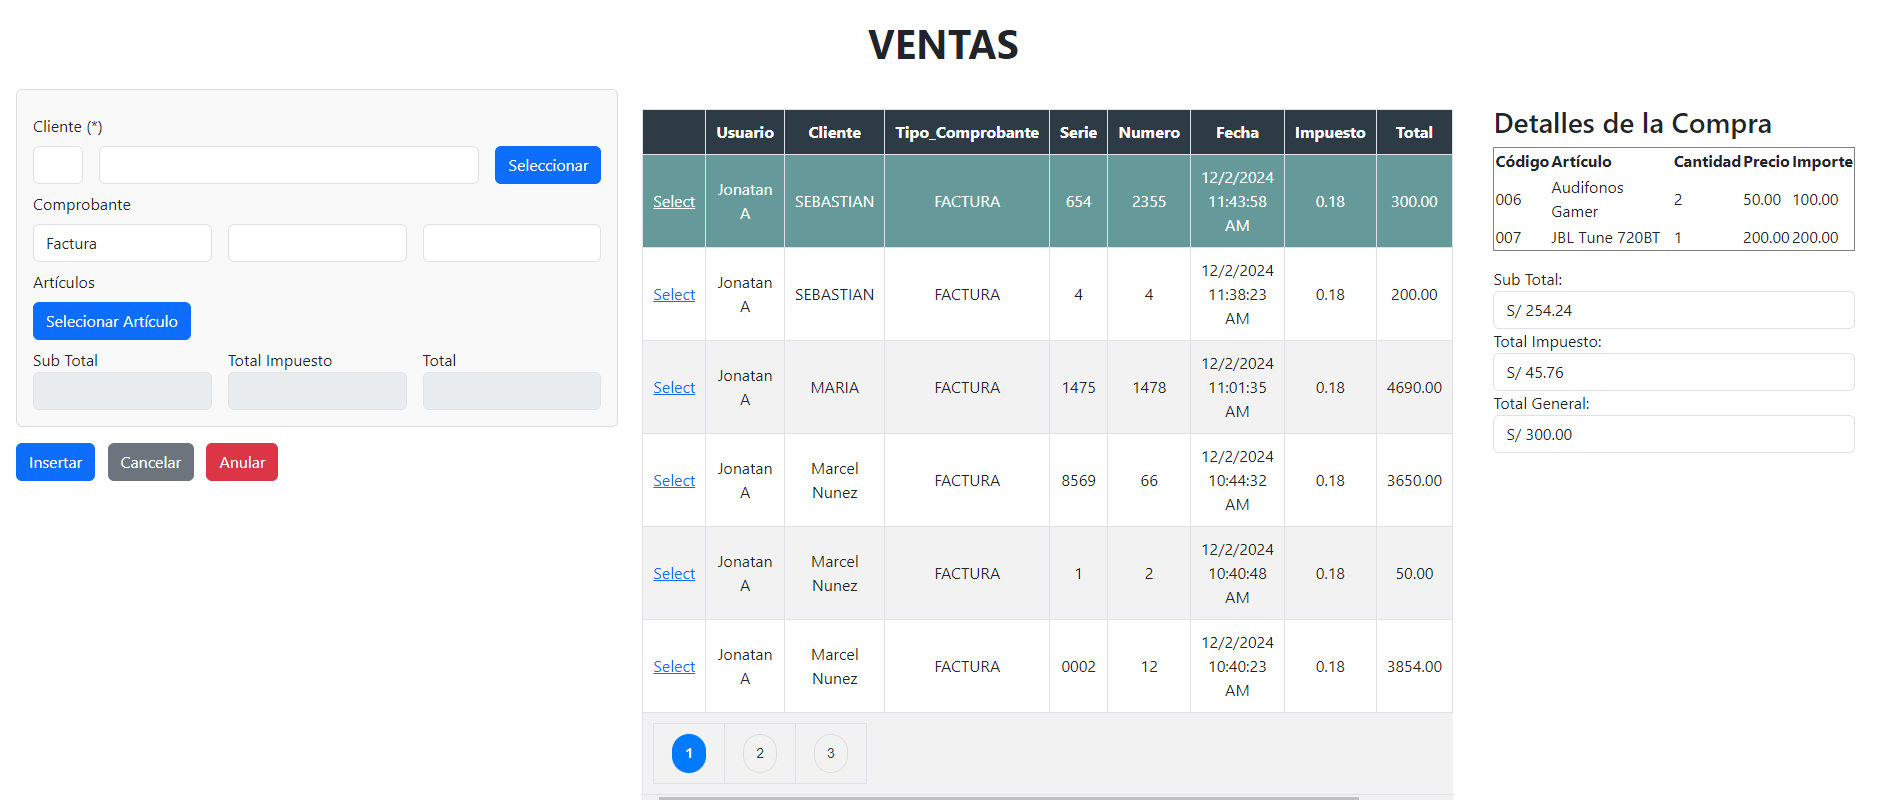 VENTAS
Cliente (*)
Seleccionar
Comprobante
Factura
Artículos
Selecionar Artículo
Sub Total Total Impuesto Total
Insertar Cancelar Anular
Usuario Cliente Tipo_Comprobante Serie Numero Fecha Impuesto Total
Select Jonatan A SEBASTIAN FACTURA 654 2355 12/2/2024 11:43:58 AM 0.18 300.00
Select Jonatan A SEBASTIAN FACTURA 4 4 12/2/2024 11:38:23 AM 0.18 200.00
Select Jonatan A MARIA FACTURA 1475 1478 12/2/2024 11:01:35 AM 0.18 4690.00
Select Jonatan A Marcel Nunez FACTURA 8569 66 12/2/2024 10:44:32 AM 0.18 3650.00
Select Jonatan A Marcel Nunez FACTURA 1 2 12/2/2024 10:40:48 AM 0.18 50.00
Select Jonatan A Marcel Nunez FACTURA 0002 12 12/2/2024 10:40:23 AM 0.18 3854.00
1 2 3
Detalles de la Compra
Código Artículo Cantidad Precio Importe
006 Audifonos Gamer 2 50.00 100.00
007 JBL Tune 720BT 1 200.00 200.00
Sub Total:
S/ 254.24
Total Impuesto:
S/ 45.76
Total General:
S/ 300.00